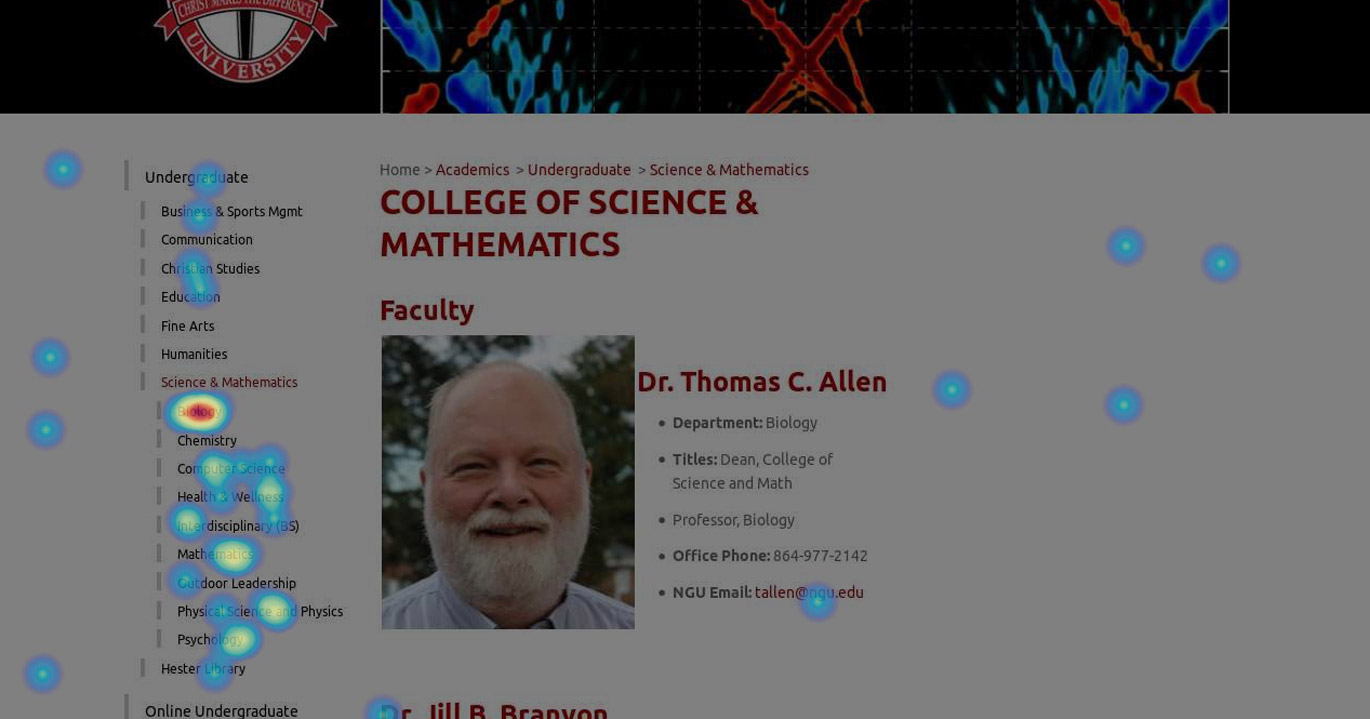 CHRIST MAKES THE DIFFERENCE
UNIVERSITY
Undergraduate
Business & Sports Mgmt
Communication
Christian Studies
Education
Fine Arts
Humanities
Science & Mathematics
Biology
Chemistry
Computer Science
Health & Wellness
Interdisciplinary (BS)
Mathematics
Outdoor Leadership
Physical Science and Physics
Psychology
Hester Library
Online Undergraduate
Home > Academics > Undergraduate > Science & Mathematics
COLLEGE OF SCIENCE &
MATHEMATICS
Faculty
Dr. Thomas C. Allen
Department: Biology
Titles: Dean, College of
Science and Math
Professor, Biology
Office Phone: 864-977-2142
NGU Email: tallen@ngu.edu
Dr. Jill B. Branyon